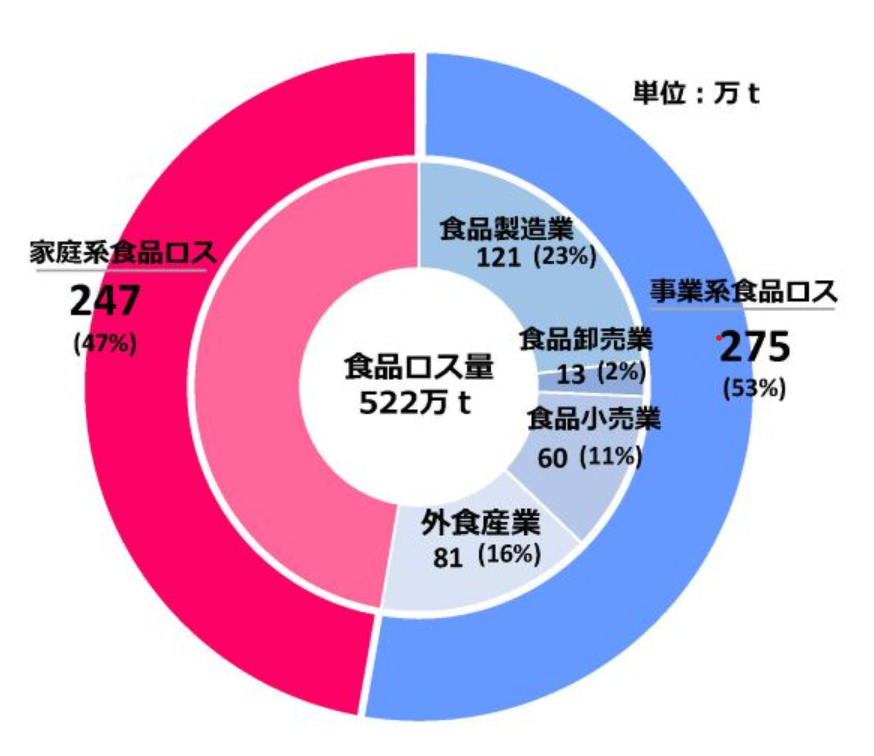 単位：万t
食品製造業
121 (23%)
家庭系食品ロス
247
(47%)
事業系食品ロス
275
(53%)
食品卸売業
13 (2%)
食品ロス量
522万t
食品小売業
60 (11%)
外食産業
81 (16%)